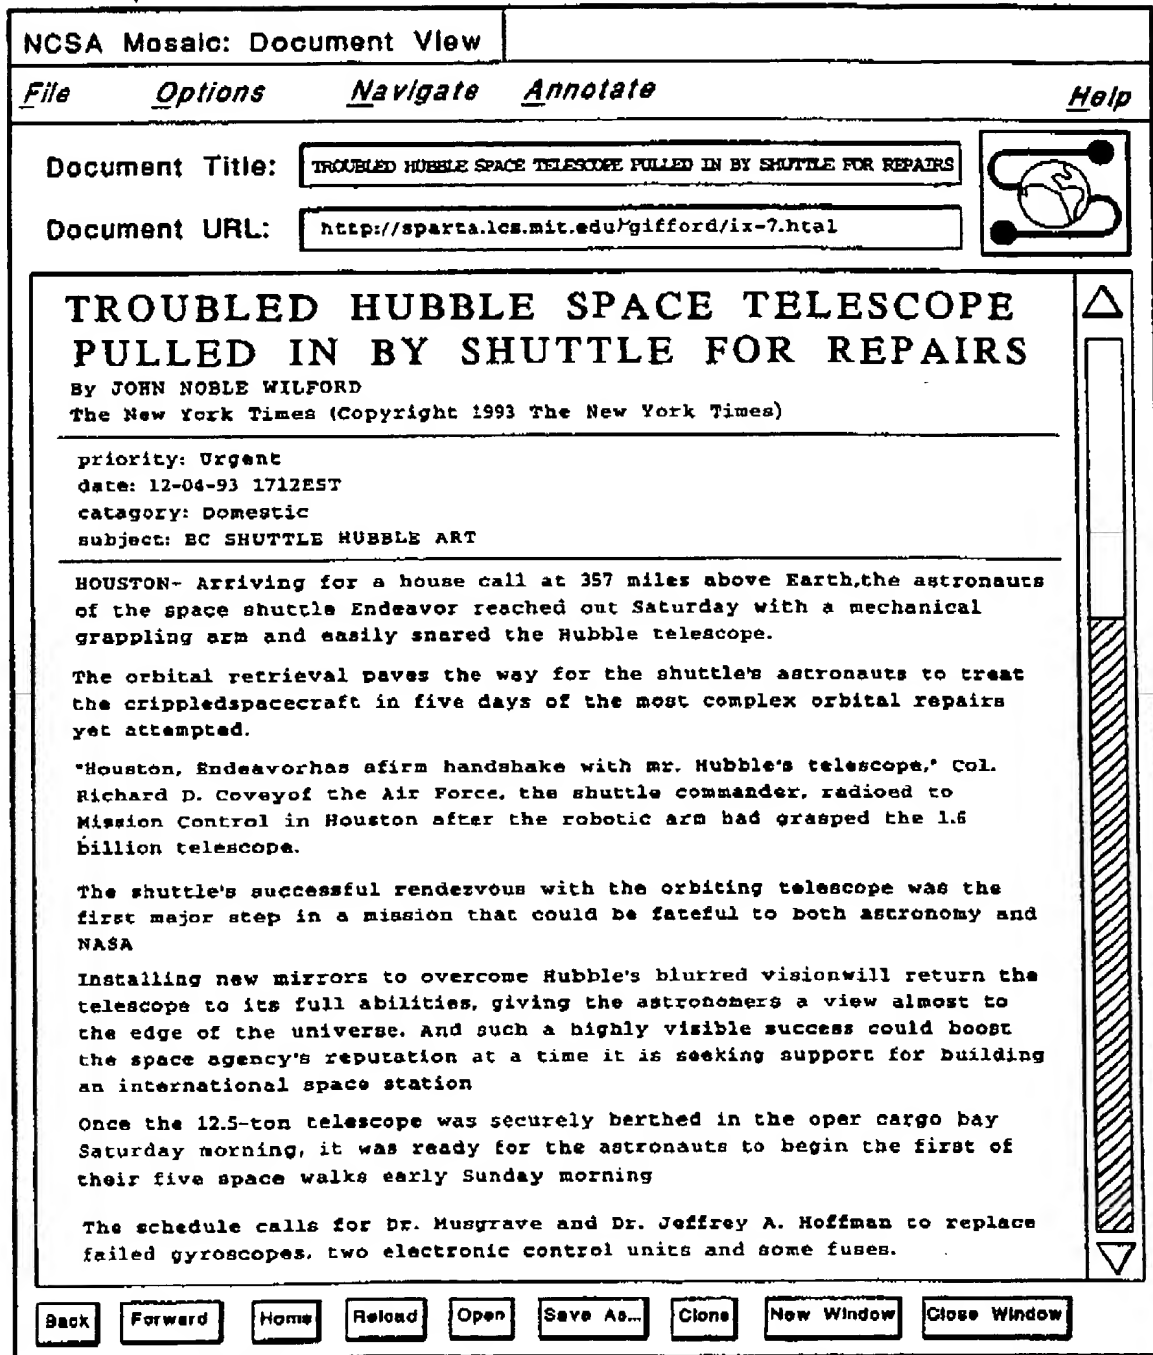 NCSA Mosaic: Document View
File Options Navigate Annotate Help
Document Title: TROUBLED HUBBLE SPACE TELESCOPE PULLED IN BY SHUTTLE FOR REPAIRS
Document URL: http://sparta.lcs.mit.edu/~gifford/ix-7.htal
TROUBLED HUBBLE SPACE TELESCOPE
PULLED IN BY SHUTTLE FOR REPAIRS
By JOHN NOBLE WILFORD
The New York Times (Copyright 1993 The New York Times)
priority: Urgent
date: 12-04-93 1712EST
catagory: Domestic
subject: BC SHUTTLE HUBBLE ART
HOUSTON- Arriving for a house call at 357 miles above Earth,the astronauts
of the space shuttle Endeavor reached out Saturday with a mechanical
grappling arm and easily snared the Hubble telescope.
The orbital retrieval paves the way for the shuttle's astronauts to treat
the crippledspacecraft in five days of the most complex orbital repairs
yet attempted.
"Houston, Endeavorhas afirm handshake with mr. Hubble's telescope," Col.
Richard D. Coveyof the Air Force, the shuttle commander, radioed to
Mission Control in Houston after the robotic arm had grasped the 1.6
billion telescope.
The shuttle's successful rendezvous with the orbiting telescope was the
first major step in a mission that could be fateful to both astronomy and
NASA
Installing new mirrors to overcome Hubble's blurred visionwill return the
telescope to its full abilities, giving the astronomers a view almost to
the edge of the universe. And such a highly visible success could boost
the space agency's reputation at a time it is seeking support for building
an international space station
Once the 12.5-ton telescope was securely berthed in the oper cargo bay
Saturday morning, it was ready for the astronauts to begin the first of
their five space walks early Sunday morning
The schedule calls for Dr. Musgrave and Dr. Jeffrey A. Hoffman to replace
failed gyroscopes, two electronic control units and some fuses.
Back Forward Home Reload Open Save As... Clone New Window Close Window